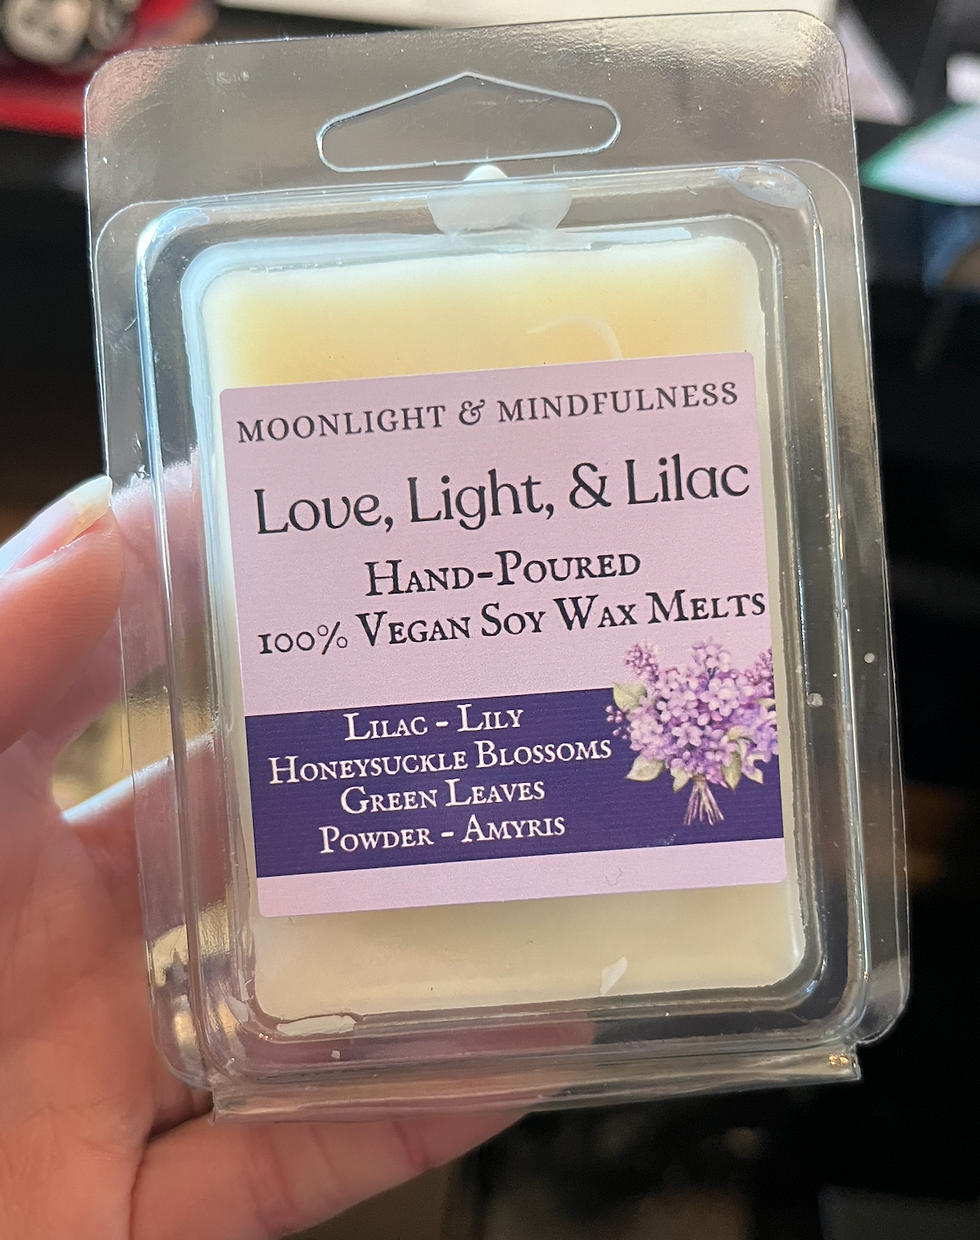 MOONLIGHT & MINDFULNESS
Love, Light, & Lilac
HAND-POURED
100% VEGAN SOY WAX MELTS
LILAC - LILY
HONEYSUCKLE BLOSSOMS
GREEN LEAVES
POWDER - AMYRIS